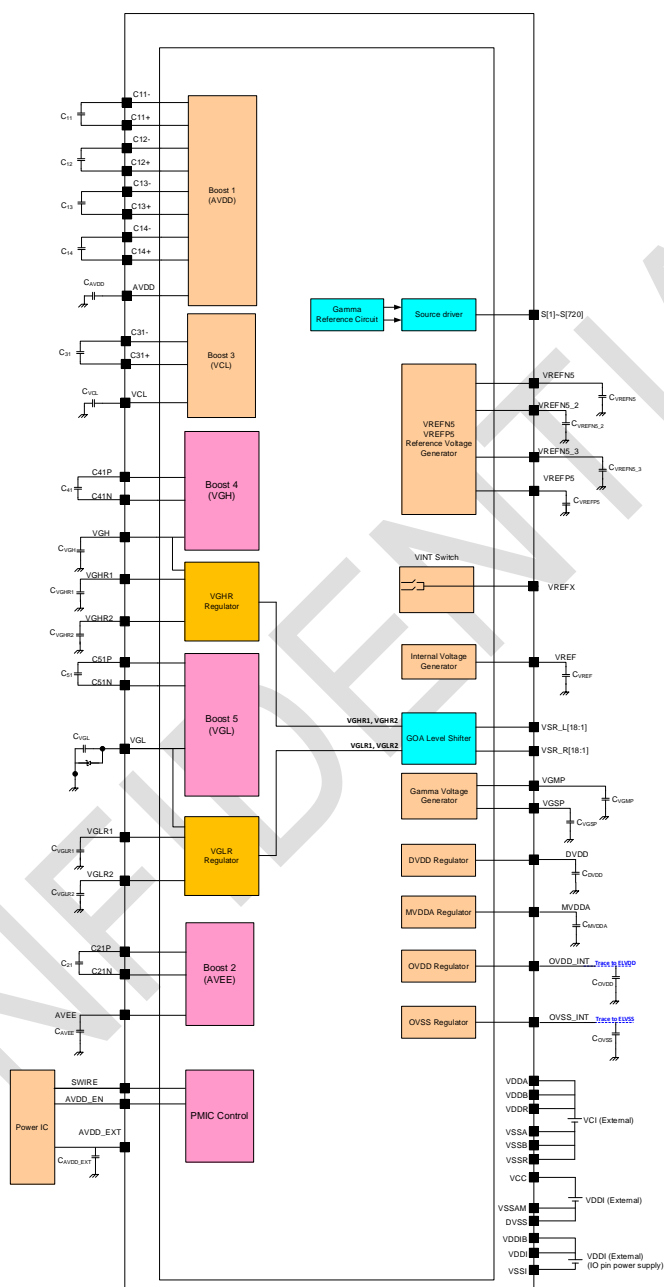 C11-
C11
C11+
C12-
C12
C12+
C13-
C13
C13+
C14-
C14
C14+
Boost 1
(AVDD)
CAVDD
AVDD
C31-
C31
C31+
Boost 3
(VCL)
CVCL
VCL
C41P
C41
C41N
Boost 4
(VGH)
VGH
CVGH
VGHR1
CVGHR1
VGHR2
CVGHR2
VGHR
Regulator
C51P
C51
C51N
Boost 5
(VGL)
CVGL
VGL
VGLR1
CVGLR1
VGLR2
CVGLR2
VGLR
Regulator
C21P
C21
C21N
Boost 2
(AVEE)
AVEE
CAVEE
Power IC
SWIRE
AVDD_EN
AVDD_EXT
CAVDD_EXT
PMIC Control
Gamma
Reference Circuit
Source driver
S[1]~S[720]
VREFN5
VREFP5
Reference Voltage
Generator
VREFN5
CVREFN5
VREFN5_2
CVREFN5_2
VREFN5_3
CVREFN5_3
VREFP5
CVREFP5
VINT Switch
VREFX
Internal Voltage
Generator
VREF
CVREF
VGHR1, VGHR2
VGLR1, VGLR2
GOA Level Shifter
VSR_L[18:1]
VSR_R[18:1]
Gamma Voltage
Generator
VGMP
CVGMP
VGSP
CVGSP
DVDD Regulator
DVDD
CDVDD
MVDDA Regulator
MVDDA
CMVDDA
OVDD Regulator
OVDD_INT
Trace to ELVDD
COVDD
OVSS Regulator
OVSS_INT
Trace to ELVSS
COVSS
VDDA
VDDB
VDDR
VCI (External)
VSSA
VSSB
VSSR
VCC
VDDI (External)
VSSAM
DVSS
VDDIB
VDDI
VDDI (External)
(IO pin power supply)
VSSI
NFIDENTIA